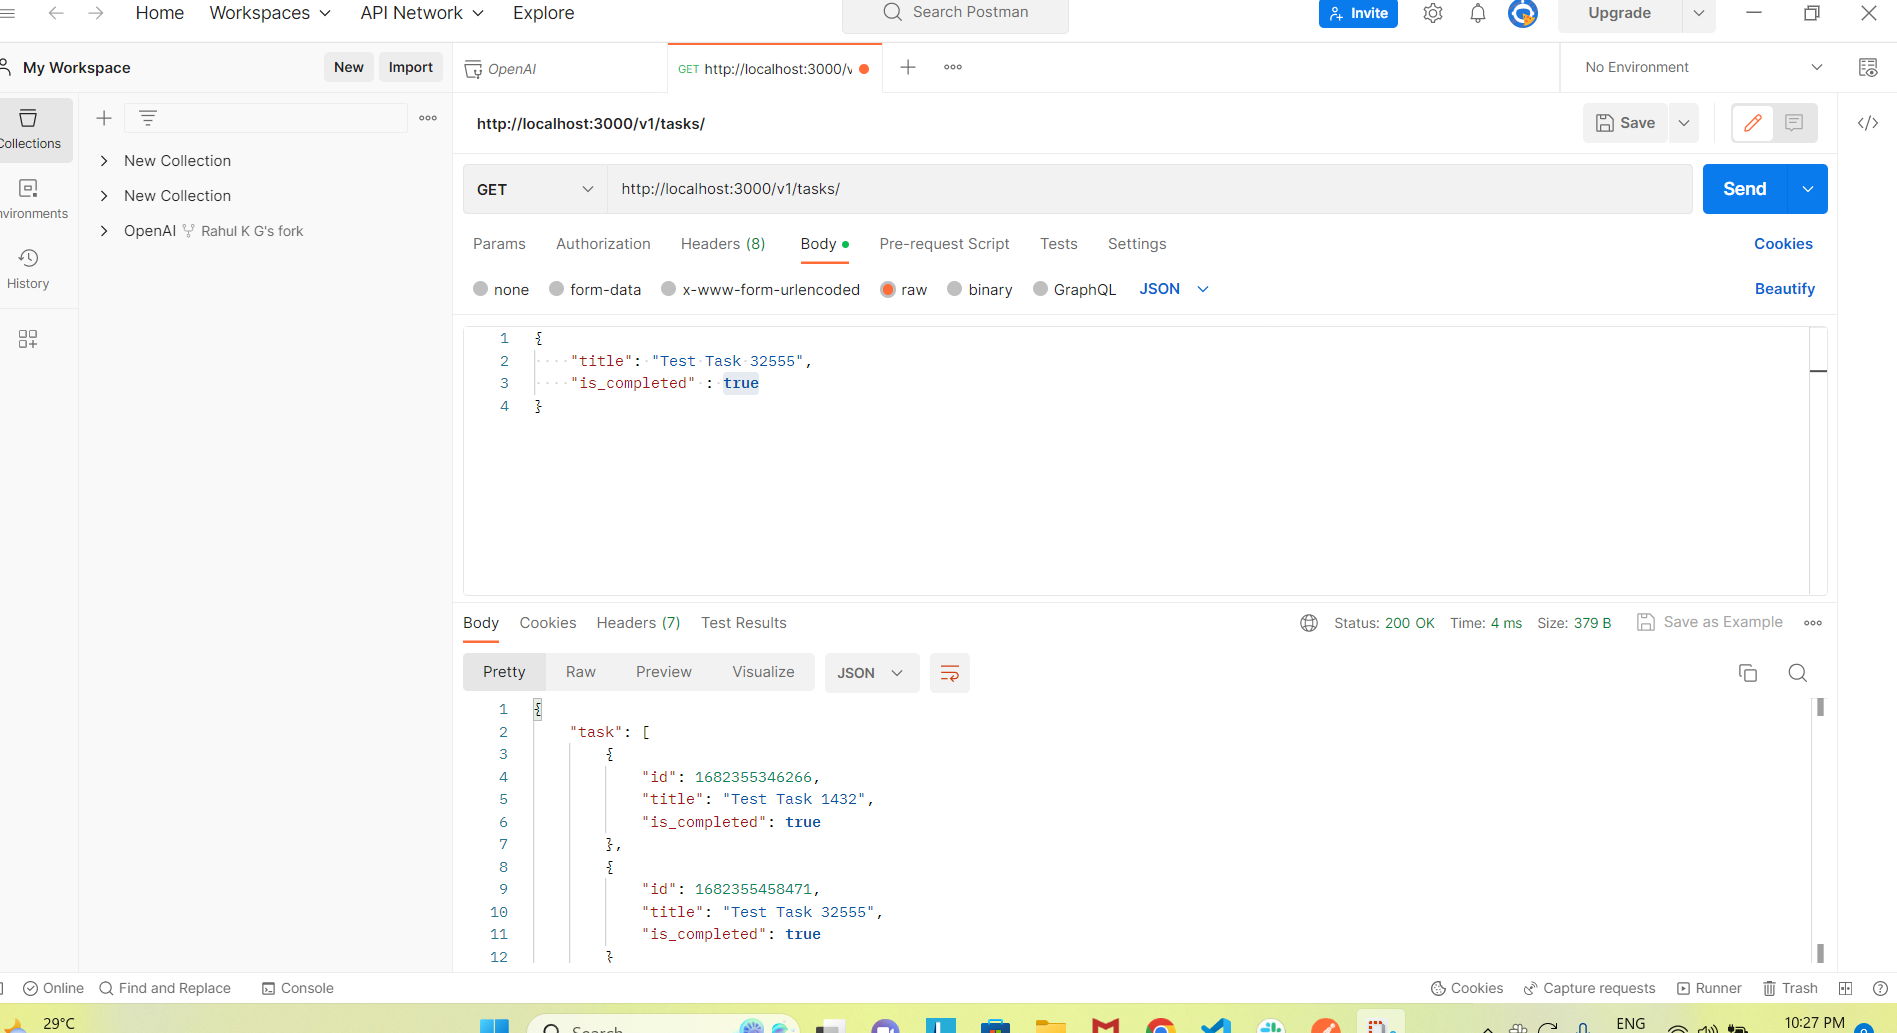 Home Workspaces API Network Explore Search Postman Invite Upgrade
My Workspace New Import OpenAI GET http://localhost:3000/v No Environment
Collections
http://localhost:3000/v1/tasks/ Save
New Collection
GET http://localhost:3000/v1/tasks/ Send
New Collection
nvironments
OpenAI Rahul K G's fork
Params Authorization Headers (8) Body Pre-request Script Tests Settings Cookies
History
none form-data x-www-form-urlencoded raw binary GraphQL JSON Beautify
1 {
2 "title": "Test Task 32555",
3 "is_completed" : true
4 }
Body Cookies Headers (7) Test Results Status: 200 OK Time: 4 ms Size: 379 B Save as Example
Pretty Raw Preview Visualize JSON
1 {
2 "task": [
3 {
4 "id": 1682355346266,
5 "title": "Test Task 1432",
6 "is_completed": true
7 },
8 {
9 "id": 1682355458471,
10 "title": "Test Task 32555",
11 "is_completed": true
12 }
Online Find and Replace Console Cookies Capture requests Runner Trash
29°C Search ENG 10:27 PM